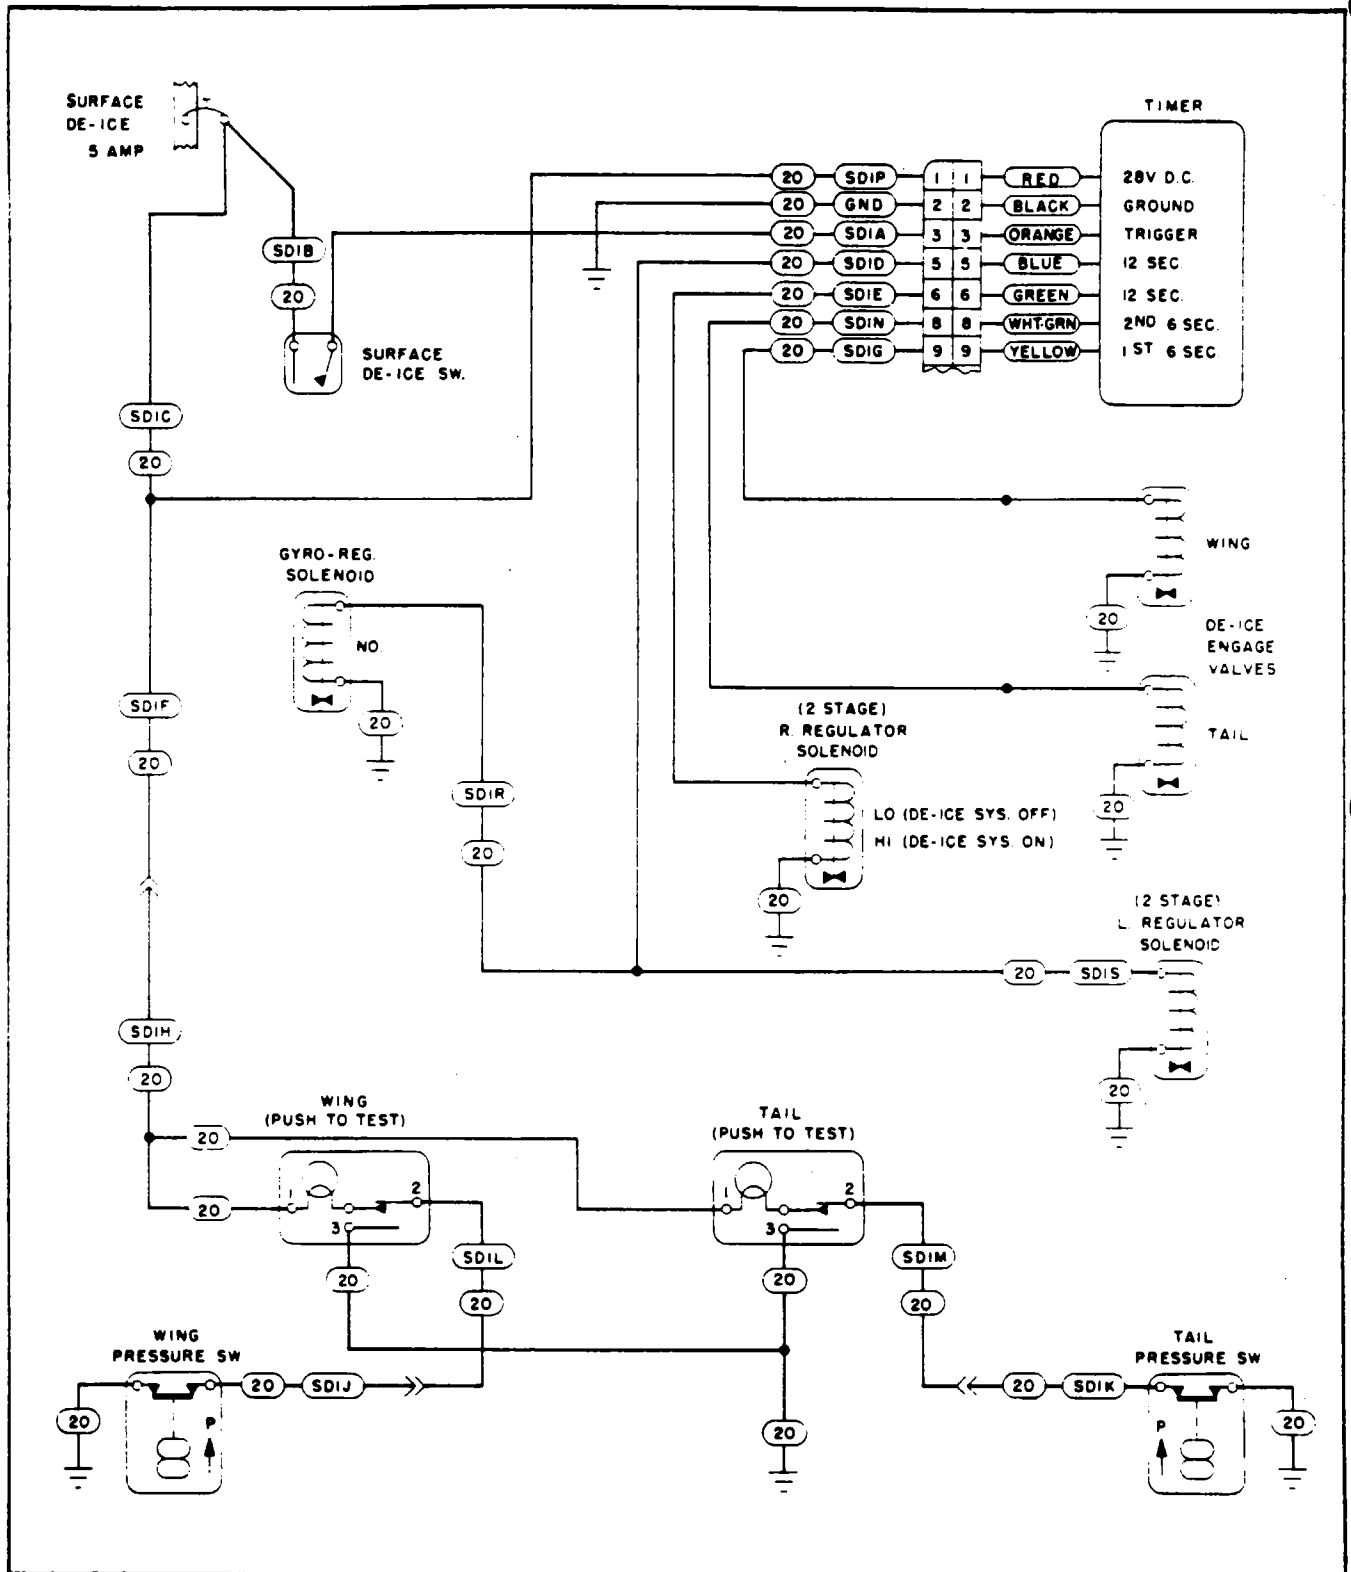 SURFACE
DE-ICE
5 AMP
TIMER
20 SDIP 1 1 RED 28V D.C.
20 GND 2 2 BLACK GROUND
20 SDIA 3 3 ORANGE TRIGGER
20 SDID 5 5 BLUE 12 SEC.
20 SDIE 6 6 GREEN 12 SEC.
20 SDIN 8 8 WHT-GRN 2ND 6 SEC.
20 SDIG 9 9 YELLOW 1ST 6 SEC.
SDIB
20
SURFACE
DE-ICE SW.
SDIC
20
GYRO-REG.
SOLENOID
NO.
20
WING
20
DE-ICE
ENGAGE
VALVES
TAIL
20
SDIF
20
(2 STAGE)
R. REGULATOR
SOLENOID
LO (DE-ICE SYS. OFF)
HI (DE-ICE SYS. ON)
20
SDIR
20
(2 STAGE)
L. REGULATOR
SOLENOID
20 SDIS
20
SDIH
20
WING
(PUSH TO TEST)
TAIL
(PUSH TO TEST)
20
20
1 2
3
20
SDIL
20
1 2
3
20
SDIM
20
WING
PRESSURE SW
20 SDIJ
20
P
20
TAIL
PRESSURE SW
20 SDIK
P
20